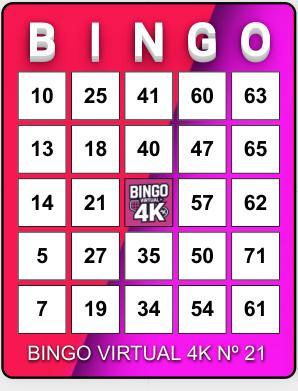 B I N G O
10 25 41 60 63
13 18 40 47 65
14 21 BINGO VIRTUAL 4K 57 62
5 27 35 50 71
7 19 34 54 61
BINGO VIRTUAL 4K Nº 21